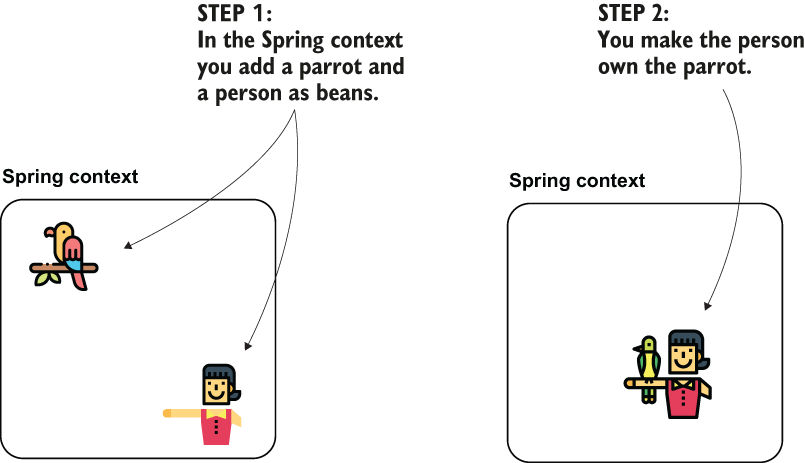 STEP 1:
In the Spring context
you add a parrot and
a person as beans.
STEP 2:
You make the person
own the parrot.
Spring context
Spring context